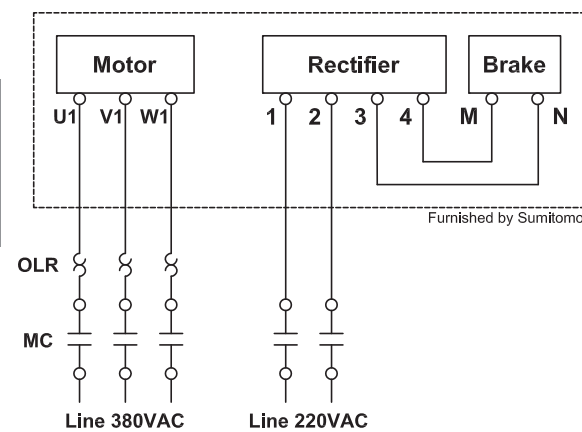 Motor Rectifier Brake
U1 V1 W1 1 2 3 4 M N
Furnished by Sumitomo
OLR
MC
Line 380VAC Line 220VAC